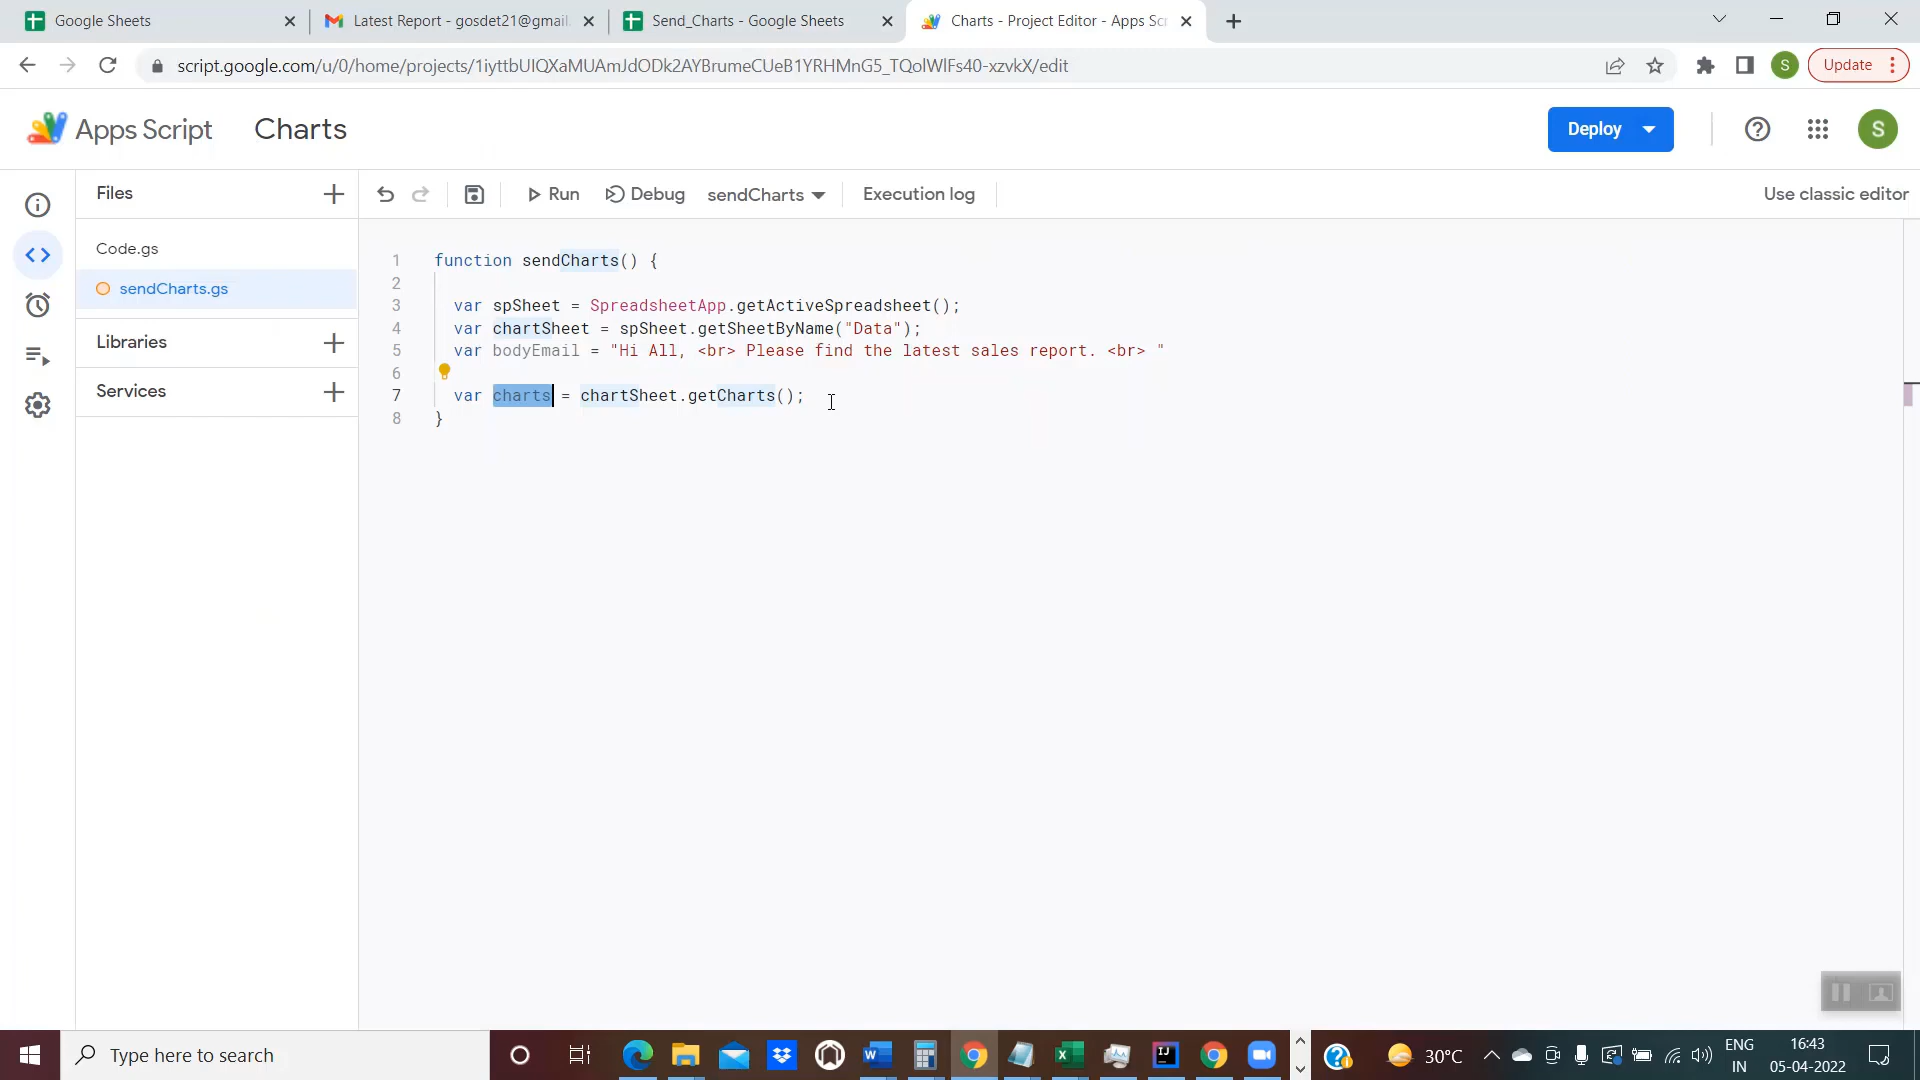 Google Sheets
Latest Report - gosdet21@gmail.
Send_Charts - Google Sheets
Charts - Project Editor - Apps Scr
script.google.com/u/0/home/projects/1iyttbUIQXaMUAmJdODk2AYBrumeCUeB1YRHMnG5_TQolWlFs40-xzvkX/edit
S
Update
Apps Script
Charts
Deploy
S
Files
Run
Debug
sendCharts
Execution log
Use classic editor
Code.gs
sendCharts.gs
Libraries
Services
1 function sendCharts() {
2
3 var spSheet = SpreadsheetApp.getActiveSpreadsheet();
4 var chartSheet = spSheet.getSheetByName("Data");
5 var bodyEmail = "Hi All, <br> Please find the latest sales report. <br> "
6
7 var charts = chartSheet.getCharts();
8 }
Type here to search
30°C
ENG
IN
16:43
05-04-2022